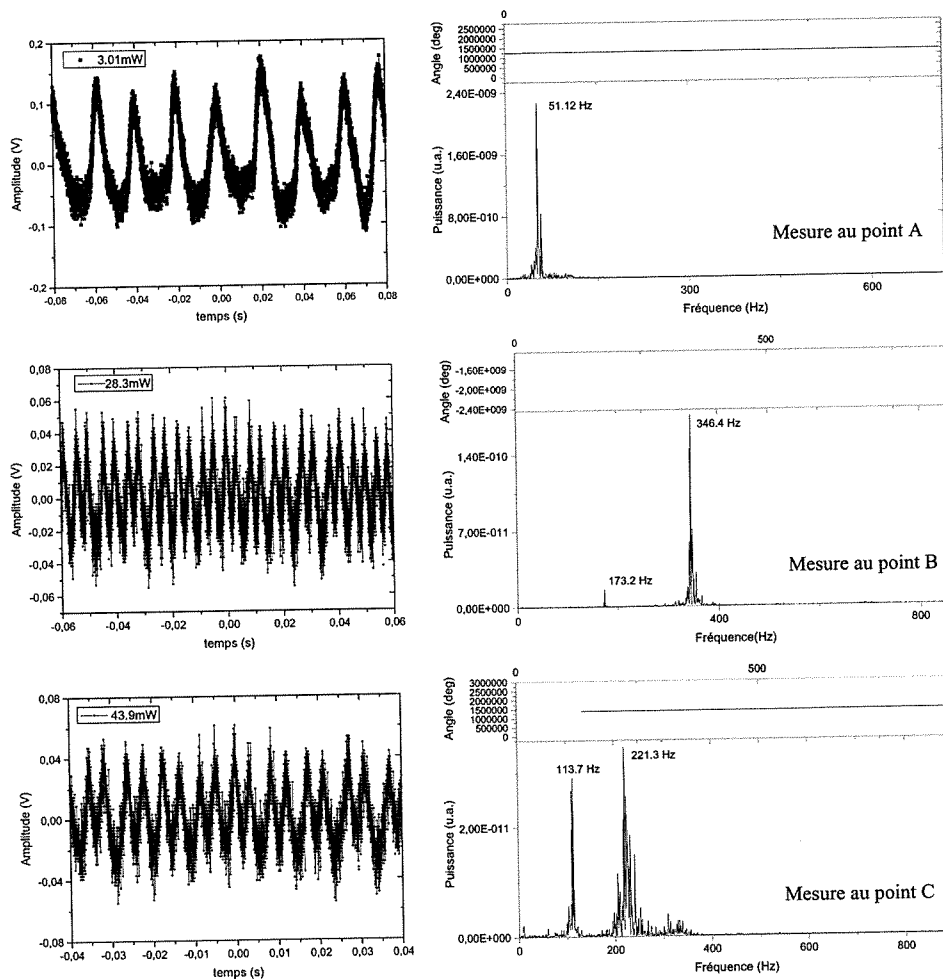 3.01mW
0,2
0,1
0,0
-0,1
-0,2
Amplitude (V)
-0,08 -0,06 -0,04 -0,02 0,00 0,02 0,04 0,06 0,08
temps (s)
0
2500000
2000000
1500000
1000000
500000
0
Angle (deg)
2,40E-009
1,60E-009
8,00E-010
0,00E+000
Puissance (u.a.)
51.12 Hz
Mesure au point A
0 300 600
Fréquence (Hz)
28.3mW
0,08
0,06
0,04
0,02
0,00
-0,02
-0,04
-0,06
Amplitude (V)
-0,06 -0,04 -0,02 0,00 0,02 0,04 0,06
temps (s)
0 500
-1,60E+009
-2,00E+009
-2,40E+009
Angle (deg)
1,40E-010
7,00E-011
0,00E+000
Puissance (u.a.)
346.4 Hz
173.2 Hz
Mesure au point B
0 400 800
Fréquence(Hz)
43.9mW
0,08
0,04
0,00
-0,04
-0,08
Amplitude (V)
-0,04 -0,03 -0,02 -0,01 0,00 0,01 0,02 0,03 0,04
temps (s)
0 500
3000000
2500000
2000000
1500000
1000000
500000
0
Angle (deg)
2,00E-011
0,00E+000
Puissance (u.a.)
113.7 Hz
221.3 Hz
Mesure au point C
0 200 400 600 800
Fréquence (Hz)